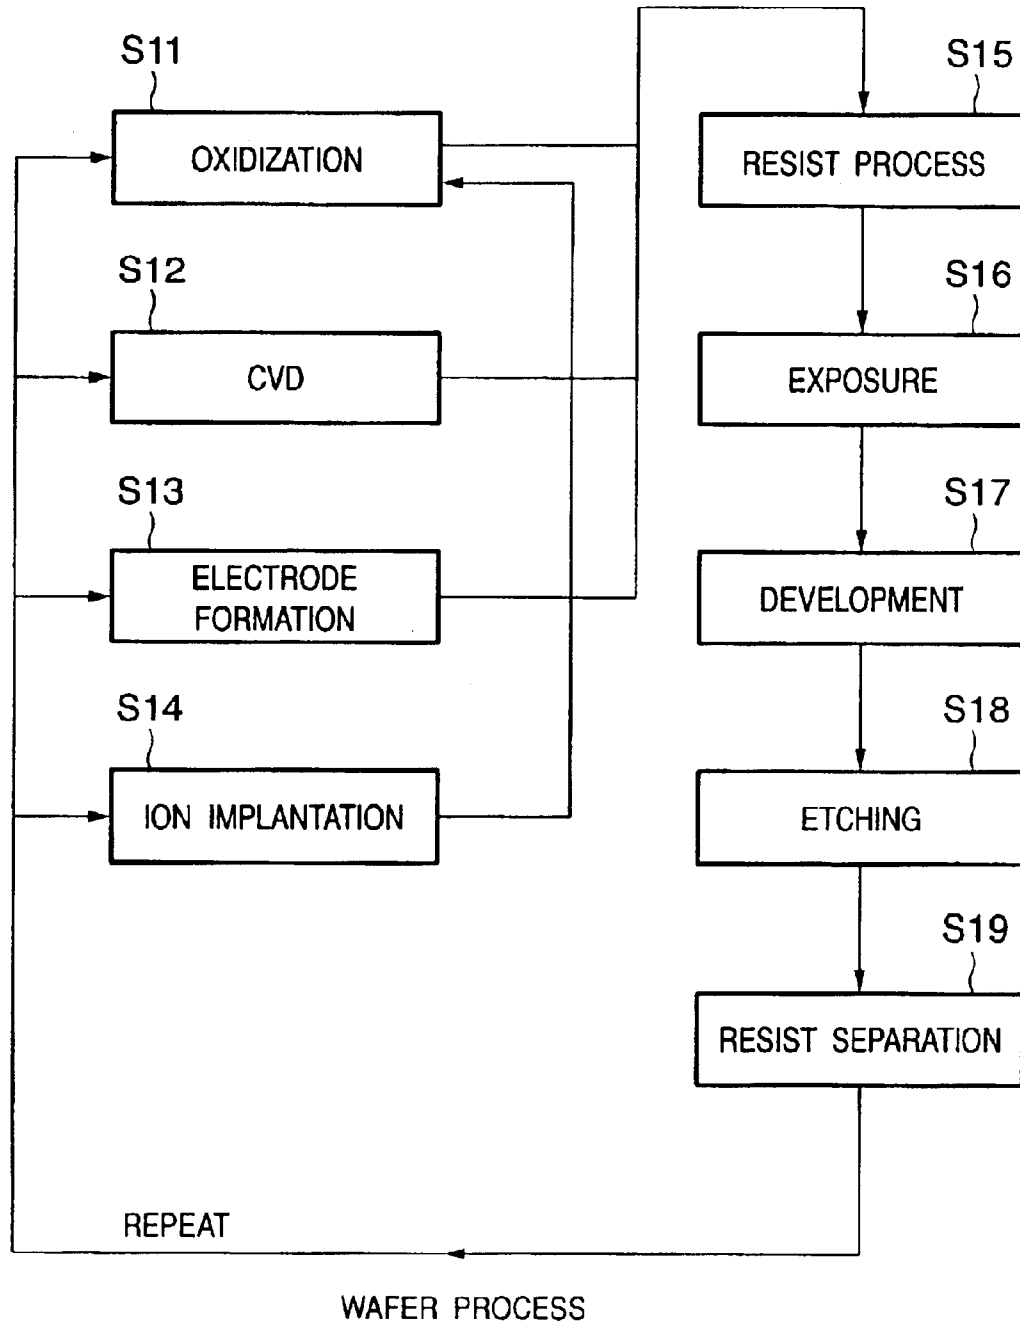 S11
OXIDIZATION
S12
CVD
S13
ELECTRODE
FORMATION
S14
ION IMPLANTATION
S15
RESIST PROCESS
S16
EXPOSURE
S17
DEVELOPMENT
S18
ETCHING
S19
RESIST SEPARATION
REPEAT
WAFER PROCESS